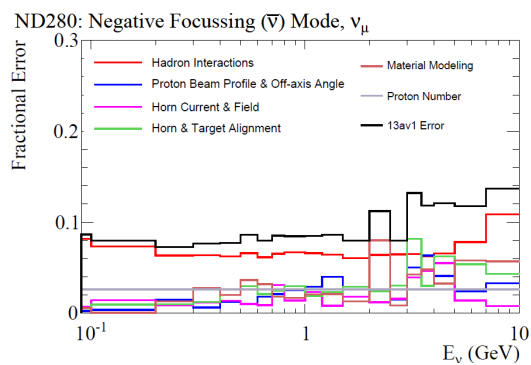 ND280: Negative Focussing (ν̅) Mode, νμ
Fractional Error
0.3
0.2
0.1
0
Hadron Interactions
Proton Beam Profile & Off-axis Angle
Horn Current & Field
Horn & Target Alignment
Material Modeling
Proton Number
13av1 Error
10⁻¹
1
10
Eν (GeV)